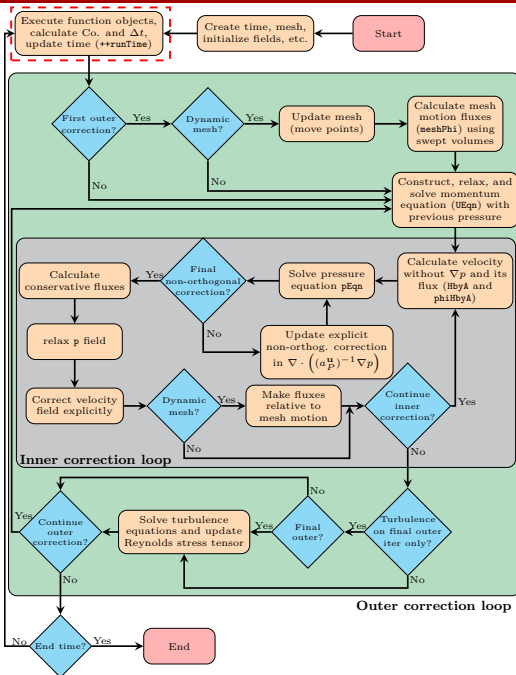 Execute function objects,
calculate Co. and Δt,
update time (++runTime)
Create time, mesh,
initialize fields, etc.
Start
First outer
correction?
Yes
No
Dynamic
mesh?
Yes
No
Update mesh
(move points)
Calculate mesh
motion fluxes
(meshPhi) using
swept volumes
Construct, relax, and
solve momentum
equation (UEqn) with
previous pressure
Calculate velocity
without ∇p and its
flux (HbyA and
phiHbyA)
Solve pressure
equation pEqn
Final
non-orthogonal
correction?
Yes
No
Update explicit
non-orthog. correction
in ∇ · ((a_P^u)^−1 ∇p)
Calculate
conservative fluxes
relax p field
Correct velocity
field explicitly
Dynamic
mesh?
Yes
No
Make fluxes
relative to
mesh motion
Continue
inner
correction?
Yes
No
Inner correction loop
Turbulence
on final outer
iter only?
Yes
No
Final
outer?
Yes
No
Solve turbulence
equations and update
Reynolds stress tensor
Continue
outer
correction?
Yes
No
Outer correction loop
End time?
No
Yes
End